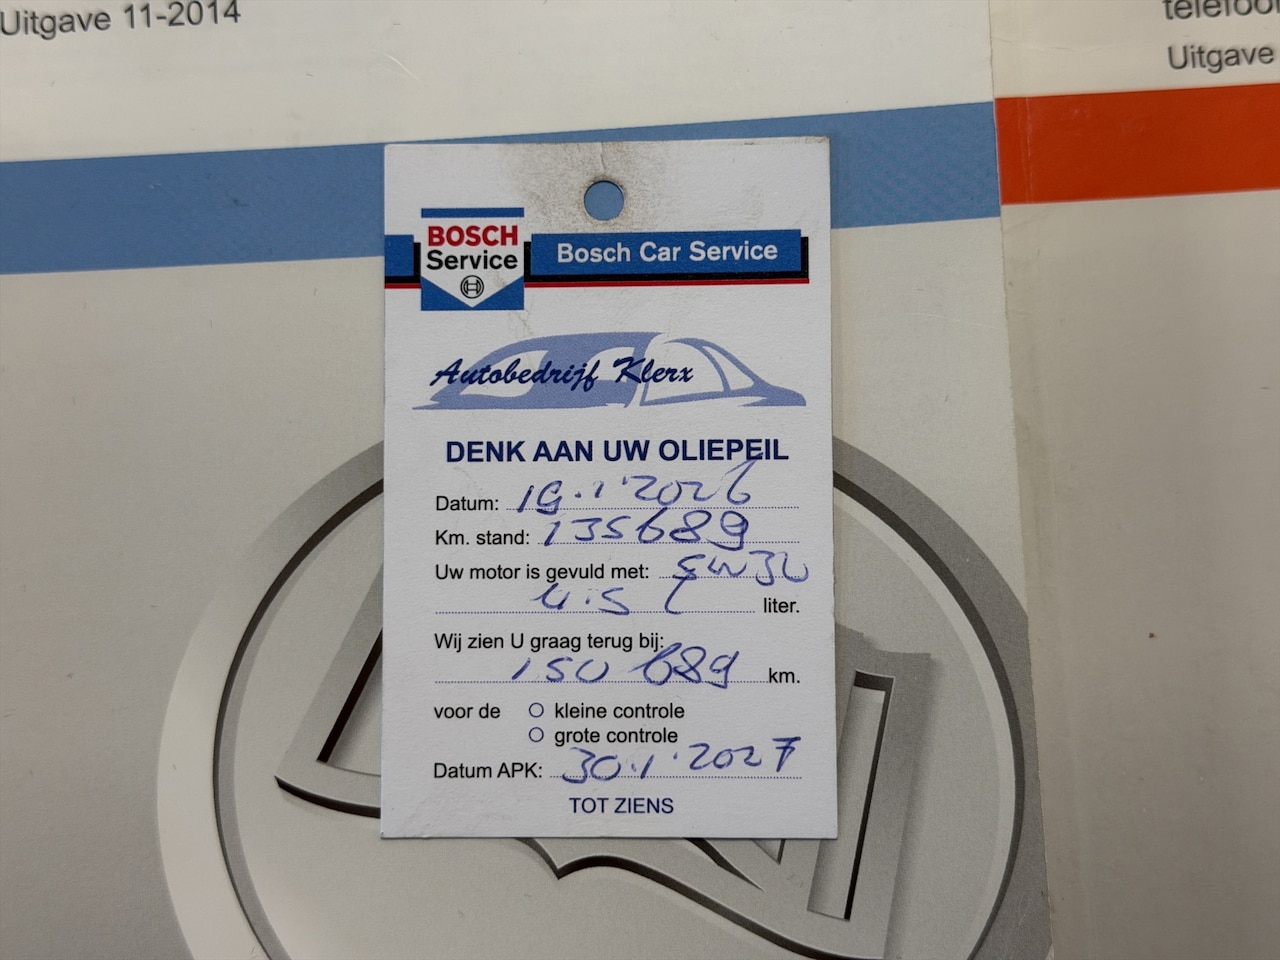 Uitgave 11-2014
telefoon
Uitgave
BOSCH
Service
Bosch Car Service
Autobedrijf Klerx
DENK AAN UW OLIEPEIL
Datum: 19.1.2026
Km. stand: 135689
Uw motor is gevuld met: 5W30
4.5 L liter.
Wij zien U graag terug bij:
150 689 km.
voor de kleine controle
grote controle
Datum APK: 30.1.2027
TOT ZIENS